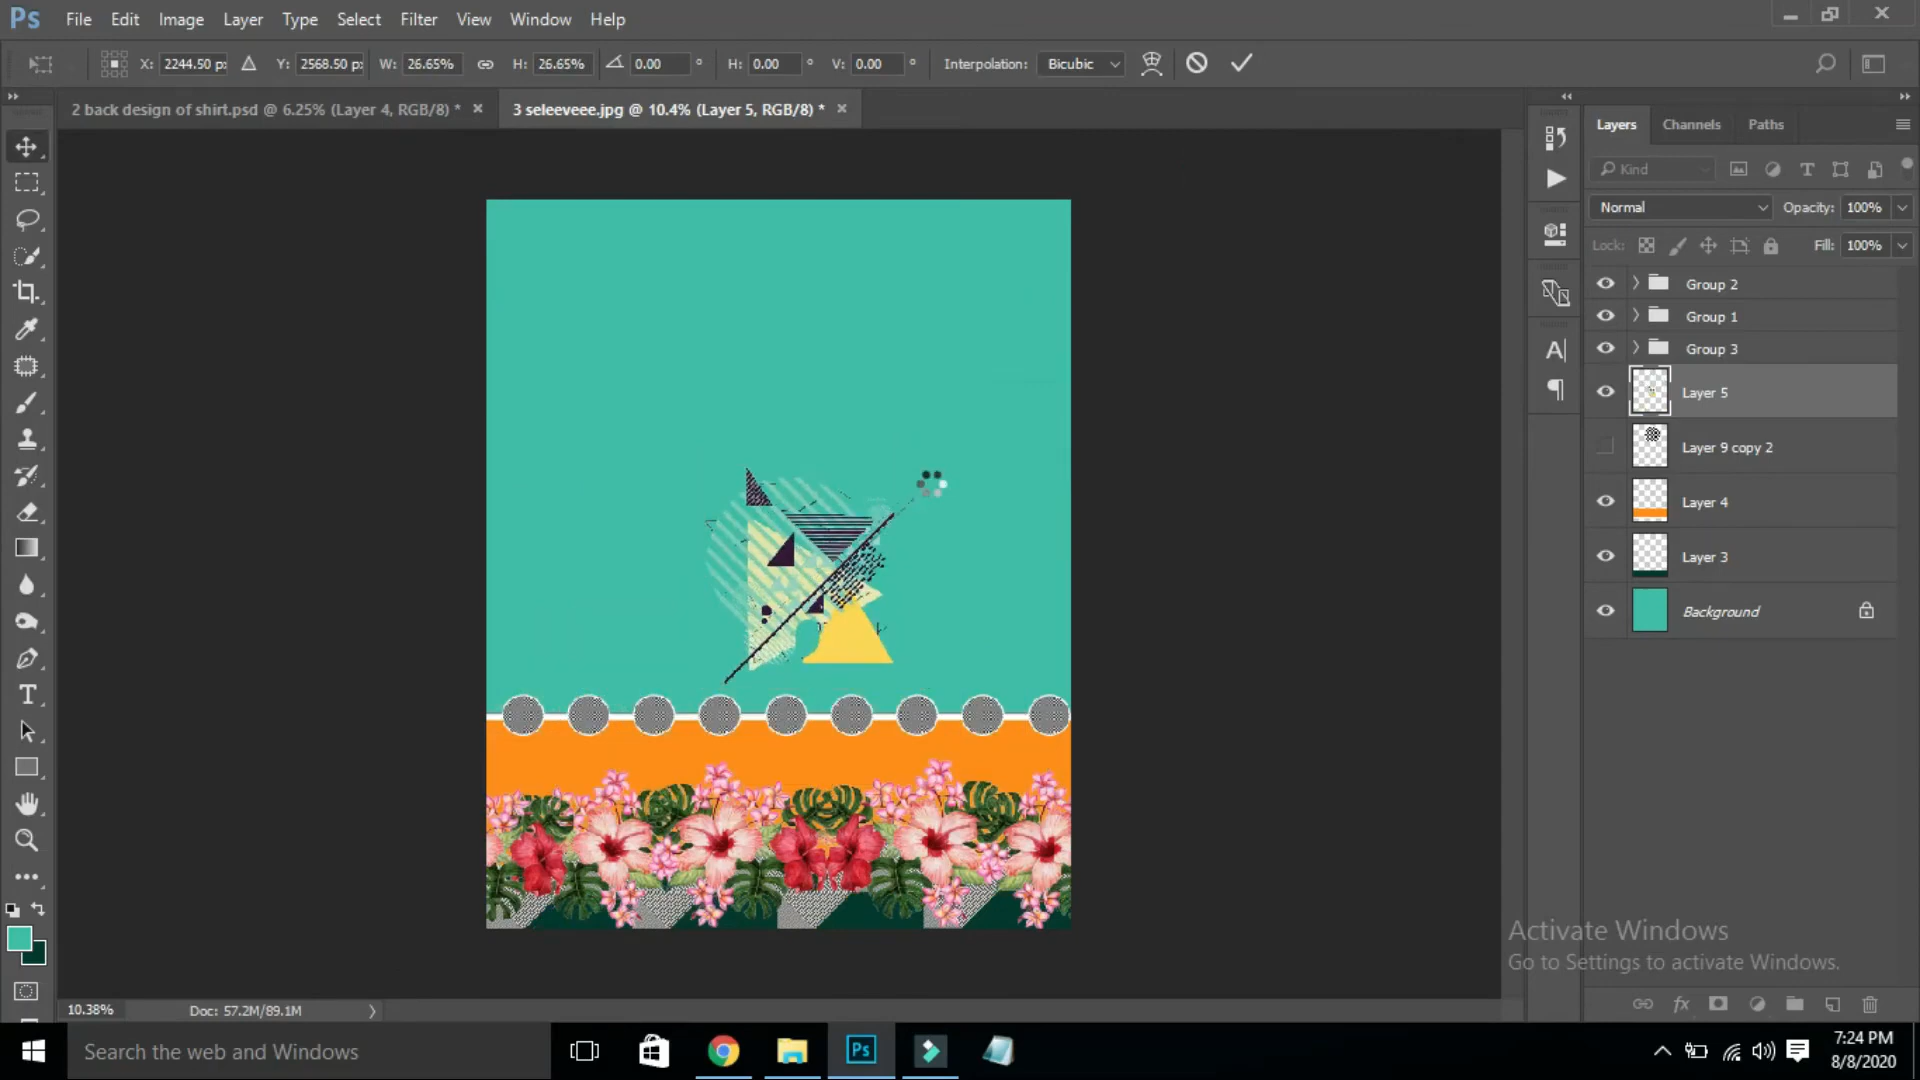 Ps File Edit Image Layer Type Select Filter View Window Help
X: 2244.50 px Y: 2568.50 px W: 26.65% H: 26.65% 0.00 ° H: 0.00 ° V: 0.00 ° Interpolation: Bicubic
2 back design of shirt.psd @ 6.25% (Layer 4, RGB/8) * × 3 seleeveee.jpg @ 10.4% (Layer 5, RGB/8) * ×
Layers Channels Paths
Kind
Normal Opacity: 100%
Lock: Fill: 100%
Group 2
Group 1
Group 3
Layer 5
Layer 9 copy 2
Layer 4
Layer 3
Background
Activate Windows
Go to Settings to activate Windows.
10.38% Doc: 57.2M/89.1M
Search the web and Windows
Ps
7:24 PM
8/8/2020